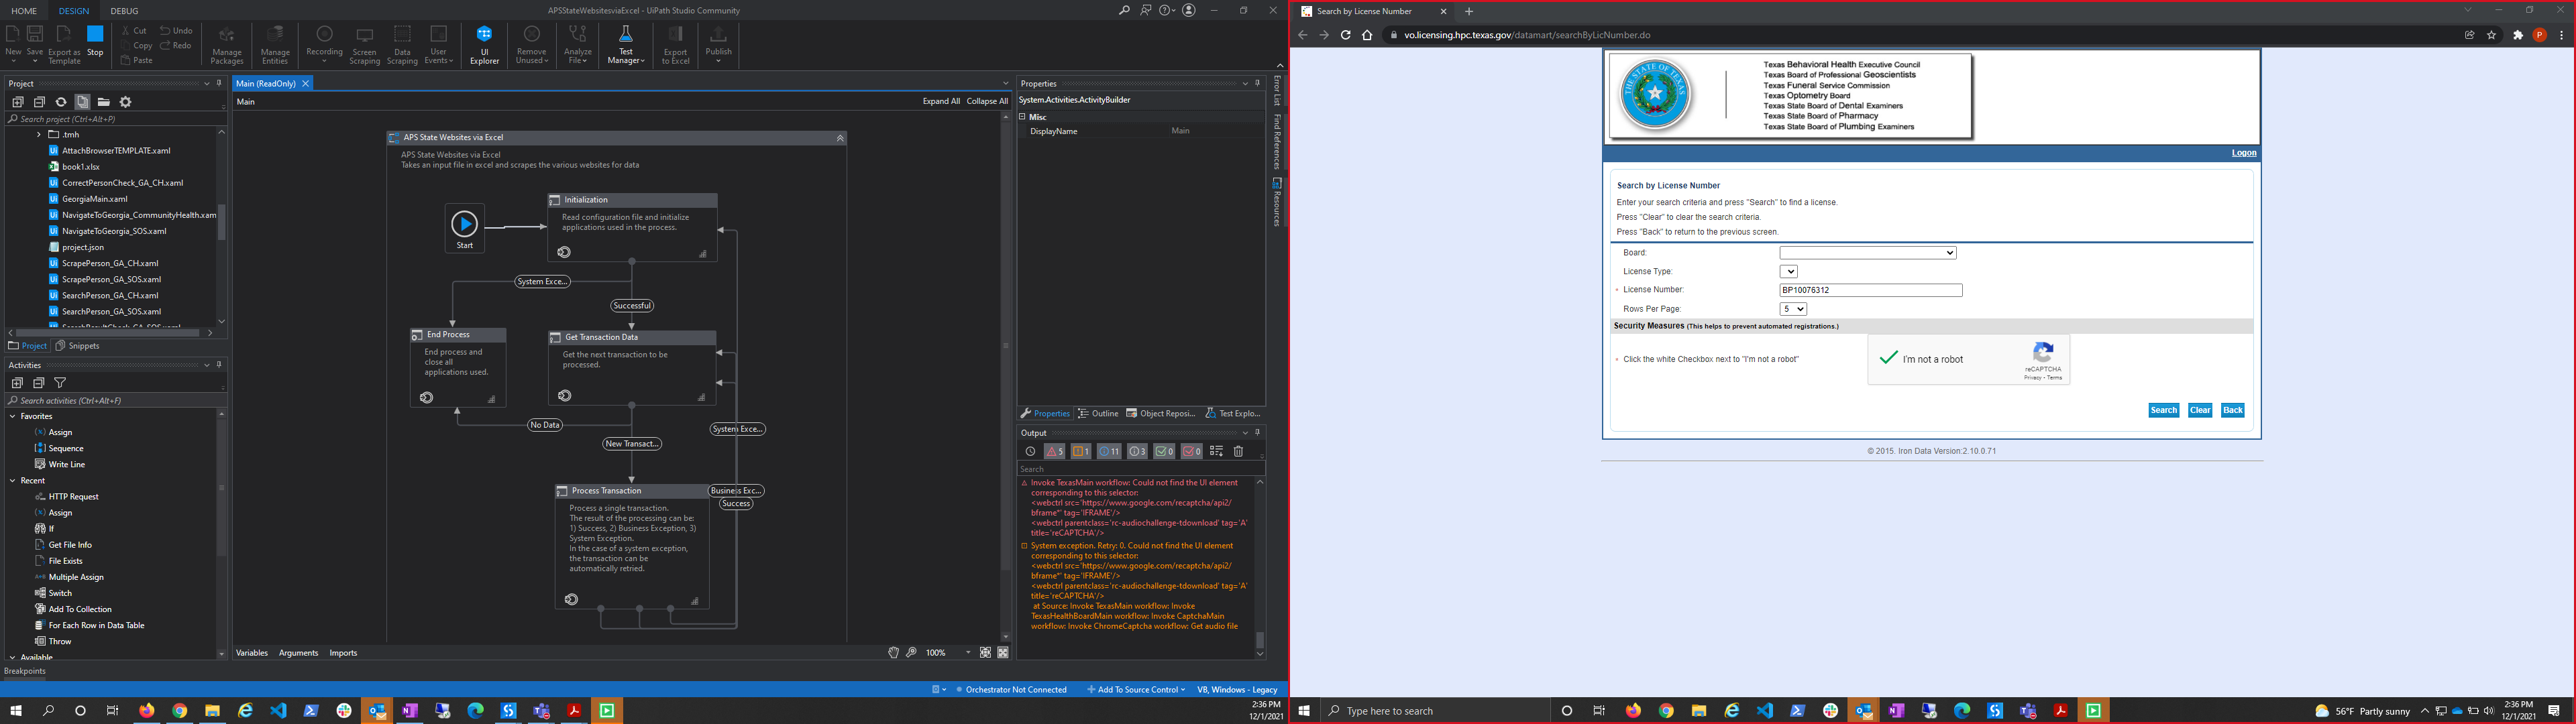 HOME DESIGN DEBUG
APSStateWebsitesviaExcel - UiPath Studio Community
New
Save
Export as Template
Stop
Cut
Copy
Paste
Undo
Redo
Manage Packages
Manage Entities
Recording
Screen Scraping
Data Scraping
User Events
UI Explorer
Remove Unused
Analyze File
Test Manager
Export to Excel
Publish
Project
Search project (Ctrl+Alt+P)
.tmh
AttachBrowserTEMPLATE.xaml
book1.xlsx
CorrectPersonCheck_GA_CH.xaml
GeorgiaMain.xaml
NavigateToGeorgia_CommunityHealth.xam
NavigateToGeorgia_SOS.xaml
project.json
ScrapePerson_GA_CH.xaml
ScrapePerson_GA_SOS.xaml
SearchPerson_GA_CH.xaml
SearchPerson_GA_SOS.xaml
SearchResultCheck_GA_SOS.xaml
Project Snippets
Activities
Search activities (Ctrl+Alt+F)
Favorites
Assign
Sequence
Write Line
Recent
HTTP Request
Assign
If
Get File Info
File Exists
Multiple Assign
Switch
Add To Collection
For Each Row in Data Table
Throw
Available
Breakpoints
Main (ReadOnly)
Main
Expand All Collapse All
APS State Websites via Excel
APS State Websites via Excel
Takes an input file in excel and scrapes the various websites for data
Start
Initialization
Read configuration file and initialize
applications used in the process.
System Exce...
Successful
End Process
End process and
close all
applications used.
Get Transaction Data
Get the next transaction to be
processed.
No Data
New Transact...
System Exce...
Process Transaction
Business Exc...
Success
Process a single transaction.
The result of the processing can be:
1) Success, 2) Business Exception, 3)
System Exception.
In the case of a system exception,
the transaction can be
automatically retried.
Variables Arguments Imports
100%
Properties
System.Activities.ActivityBuilder
Misc
DisplayName Main
Properties Outline Object Reposi... Test Explo...
Error List
Find References
Resources
Output
5 1 11 3 0 0
Search
Invoke TexasMain workflow: Could not find the UI element
corresponding to this selector:
<webctrl src='https://www.google.com/recaptcha/api2/
bframe*' tag='IFRAME'/>
<webctrl parentclass='rc-audiochallenge-tdownload' tag='A'
title='reCAPTCHA'/>
System exception. Retry: 0. Could not find the UI element
corresponding to this selector:
<webctrl src='https://www.google.com/recaptcha/api2/
bframe*' tag='IFRAME'/>
<webctrl parentclass='rc-audiochallenge-tdownload' tag='A'
title='reCAPTCHA'/>
at Source: Invoke TexasMain workflow: Invoke
TexasHealthBoardMain workflow: Invoke CaptchaMain
workflow: Invoke ChromeCaptcha workflow: Get audio file
Orchestrator Not Connected
Add To Source Control
VB, Windows - Legacy
2:36 PM
12/1/2021
Search by License Number
vo.licensing.hpc.texas.gov/datamart/searchByLicNumber.do
P
THE STATE OF TEXAS
Texas Behavioral Health Executive Council
Texas Board of Professional Geoscientists
Texas Funeral Service Commission
Texas Optometry Board
Texas State Board of Dental Examiners
Texas State Board of Pharmacy
Texas State Board of Plumbing Examiners
Logon
Search by License Number
Enter your search criteria and press "Search" to find a license.
Press "Clear" to clear the search criteria.
Press "Back" to return to the previous screen.
Board:
License Type:
* License Number: BP10076312
Rows Per Page: 5
Security Measures (This helps to prevent automated registrations.)
* Click the white Checkbox next to "I'm not a robot"
I'm not a robot
reCAPTCHA
Privacy - Terms
Search Clear Back
© 2015. Iron Data Version:2.10.0.71
Type here to search
56°F Partly sunny
2:36 PM
12/1/2021